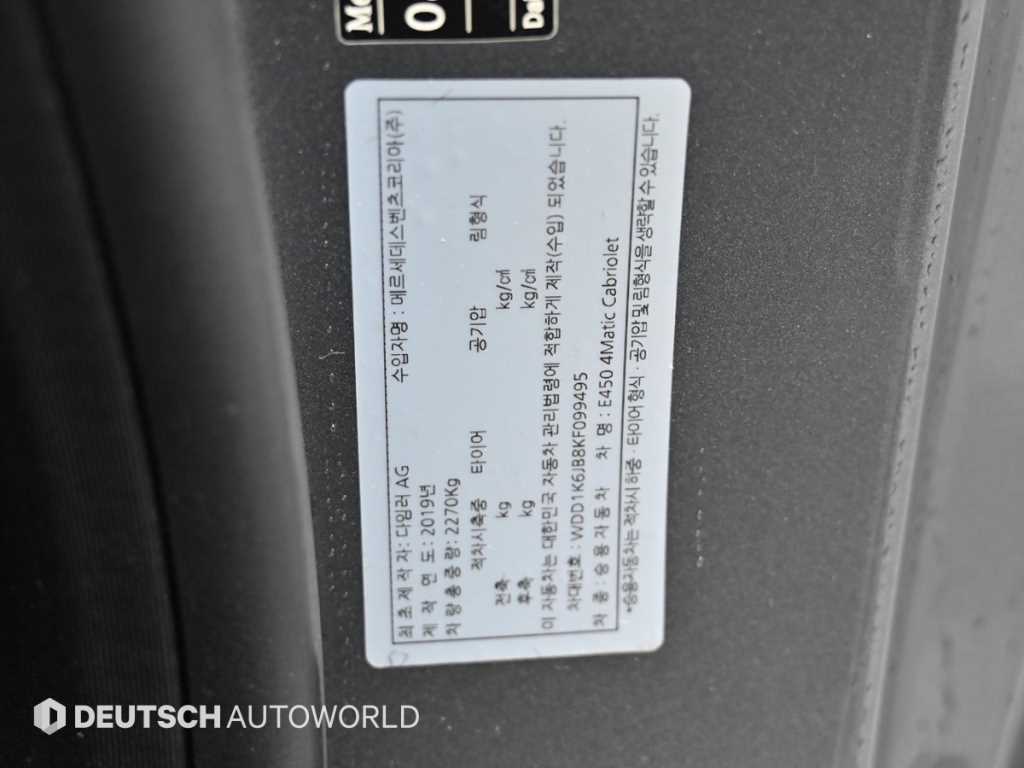 최 초 제 작 자 : 다임러 AG 수입자명 : 메르세데스벤츠코리아(주)
제 작 연 도 : 2019년
차 량 총 중 량 : 2270Kg
적차시축중 타이어 공기압 림형식
전축 kg kg/㎠
후축 kg kg/㎠
이 자동차는 대한민국 자동차 관리법령에 적합하게 제작(수입) 되었습니다.
차대번호 : WDD1K6JB8KF099495
차 종 : 승 용 자 동 차 차 명 : E450 4Matic Cabriolet
*승용자동차는 적차시 하중 · 타이어 형식 · 공기압 및 림형식을 생략할 수 있습니다.
DEUTSCH AUTOWORLD